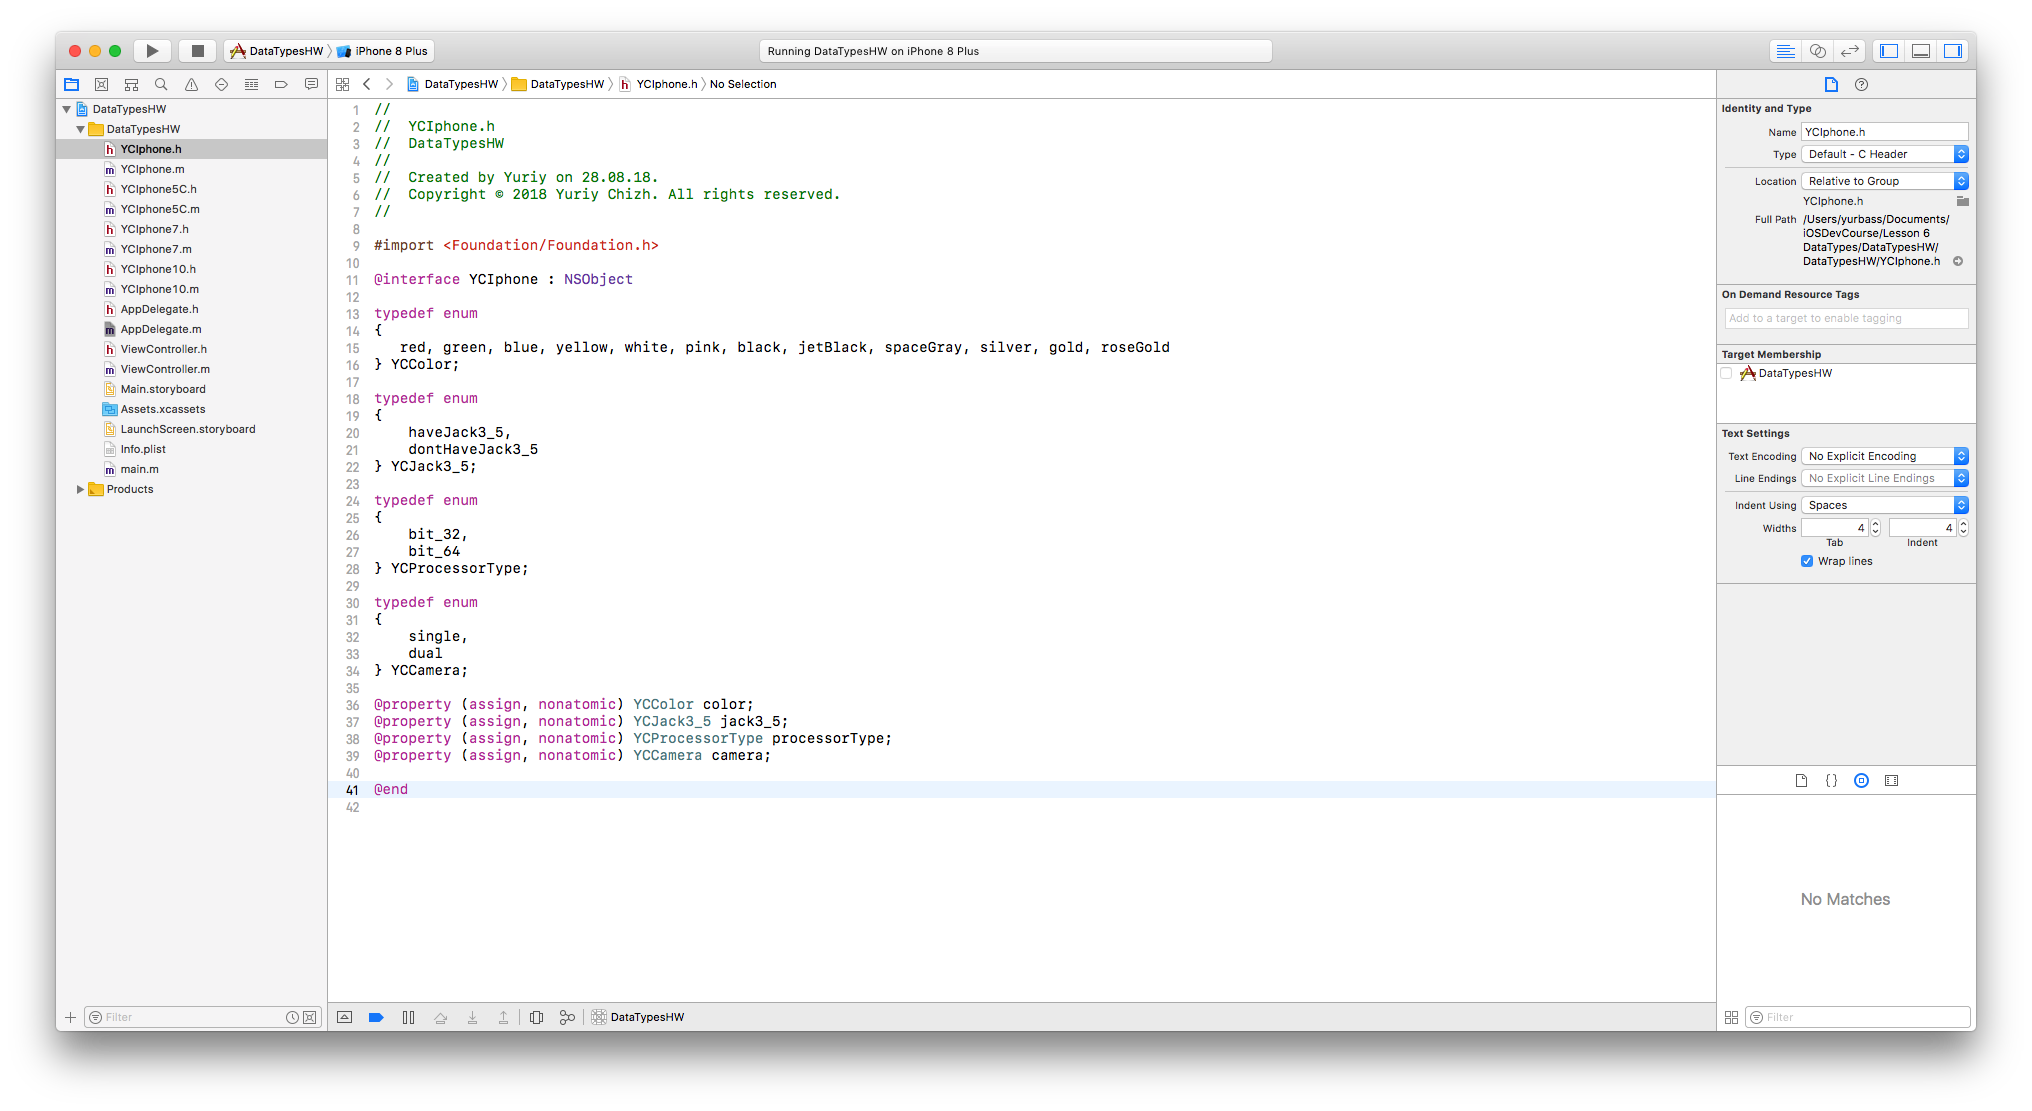 DataTypesHW
iPhone 8 Plus
Running DataTypesHW on iPhone 8 Plus
DataTypesHW
DataTypesHW
YCIphone.h
YCIphone.m
YCIphone5C.h
YCIphone5C.m
YCIphone7.h
YCIphone7.m
YCIphone10.h
YCIphone10.m
AppDelegate.h
AppDelegate.m
ViewController.h
ViewController.m
Main.storyboard
Assets.xcassets
LaunchScreen.storyboard
Info.plist
main.m
Products
Filter
DataTypesHW DataTypesHW h YCIphone.h No Selection
1 //
2 //  YCIphone.h
3 //  DataTypesHW
4 //
5 //  Created by Yuriy on 28.08.18.
6 //  Copyright © 2018 Yuriy Chizh. All rights reserved.
7 //
8
9 #import <Foundation/Foundation.h>
10
11 @interface YCIphone : NSObject
12
13 typedef enum
14 {
15    red, green, blue, yellow, white, pink, black, jetBlack, spaceGray, silver, gold, roseGold
16 } YCColor;
17
18 typedef enum
19 {
20     haveJack3_5,
21     dontHaveJack3_5
22 } YCJack3_5;
23
24 typedef enum
25 {
26     bit_32,
27     bit_64
28 } YCProcessorType;
29
30 typedef enum
31 {
32     single,
33     dual
34 } YCCamera;
35
36 @property (assign, nonatomic) YCColor color;
37 @property (assign, nonatomic) YCJack3_5 jack3_5;
38 @property (assign, nonatomic) YCProcessorType processorType;
39 @property (assign, nonatomic) YCCamera camera;
40
41 @end
42
DataTypesHW
Identity and Type
Name YCIphone.h
Type Default - C Header
Location Relative to Group
YCIphone.h
Full Path /Users/yurbass/Documents/
iOSDevCourse/Lesson 6
DataTypes/DataTypesHW/
DataTypesHW/YCIphone.h
On Demand Resource Tags
Add to a target to enable tagging
Target Membership
DataTypesHW
Text Settings
Text Encoding No Explicit Encoding
Line Endings No Explicit Line Endings
Indent Using Spaces
Widths 4 4
Tab Indent
Wrap lines
{}
No Matches
Filter